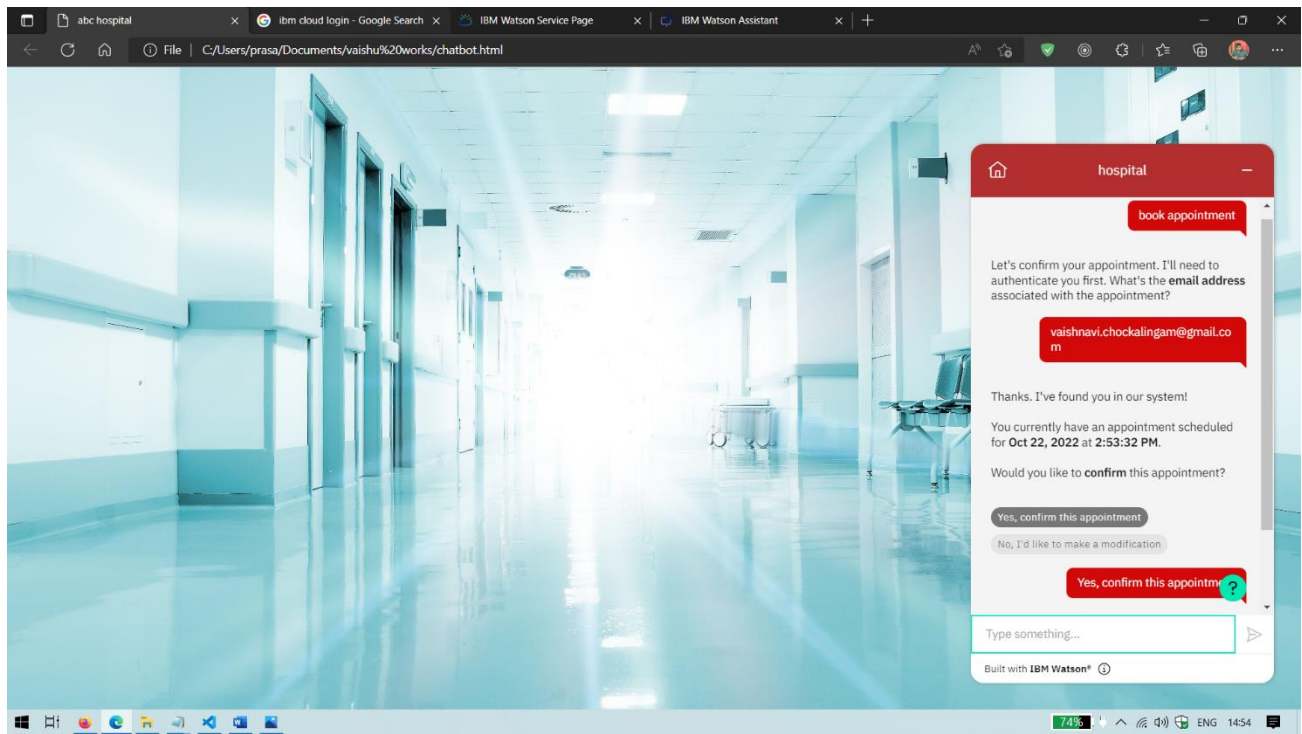 abc hospital
ibm cloud login - Google Search
IBM Watson Service Page
IBM Watson Assistant
File
C:/Users/prasa/Documents/vaishu%20works/chatbot.html
hospital
book appointment
Let's confirm your appointment. I'll need to
authenticate you first. What's the email address
associated with the appointment?
vaishnavi.chockalingam@gmail.co
m
Thanks. I've found you in our system!
You currently have an appointment scheduled
for Oct 22, 2022 at 2:53:32 PM.
Would you like to confirm this appointment?
Yes, confirm this appointment
No, I'd like to make a modification
Yes, confirm this appointme
?
Type something...
Built with IBM Watson®
74%
ENG
14:54